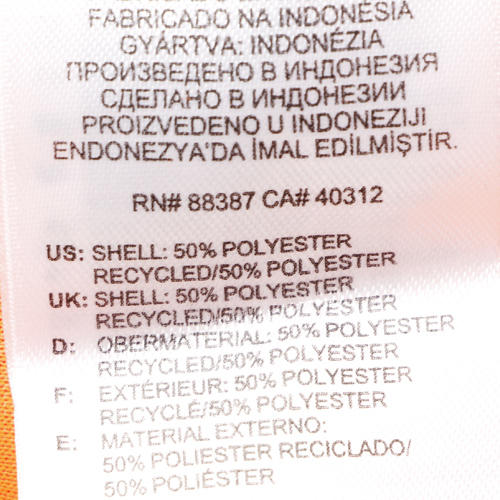 FABRICADO NA INDONÉSIA
GYÁRTVA: INDONÉZIA
ПРОИЗВЕДЕНО В ИНДОНЕЗИЯ
СДЕЛАНО В ИНДОНЕЗИИ
PROIZVEDENO U INDONEZIJI
ENDONEZYA'DA İMAL EDİLMİŞTİR.
RN# 88387 CA# 40312
US: SHELL: 50% POLYESTER
RECYCLED/50% POLYESTER
UK: SHELL: 50% POLYESTER
RECYCLED/50% POLYESTER
D: OBERMATERIAL: 50% POLYESTER
RECYCLED/50% POLYESTER
F: EXTÉRIEUR: 50% POLYESTER
RECYCLÉ/50% POLYESTER
E: MATERIAL EXTERNO:
50% POLIESTER RECICLADO/
50% POLIÉSTER